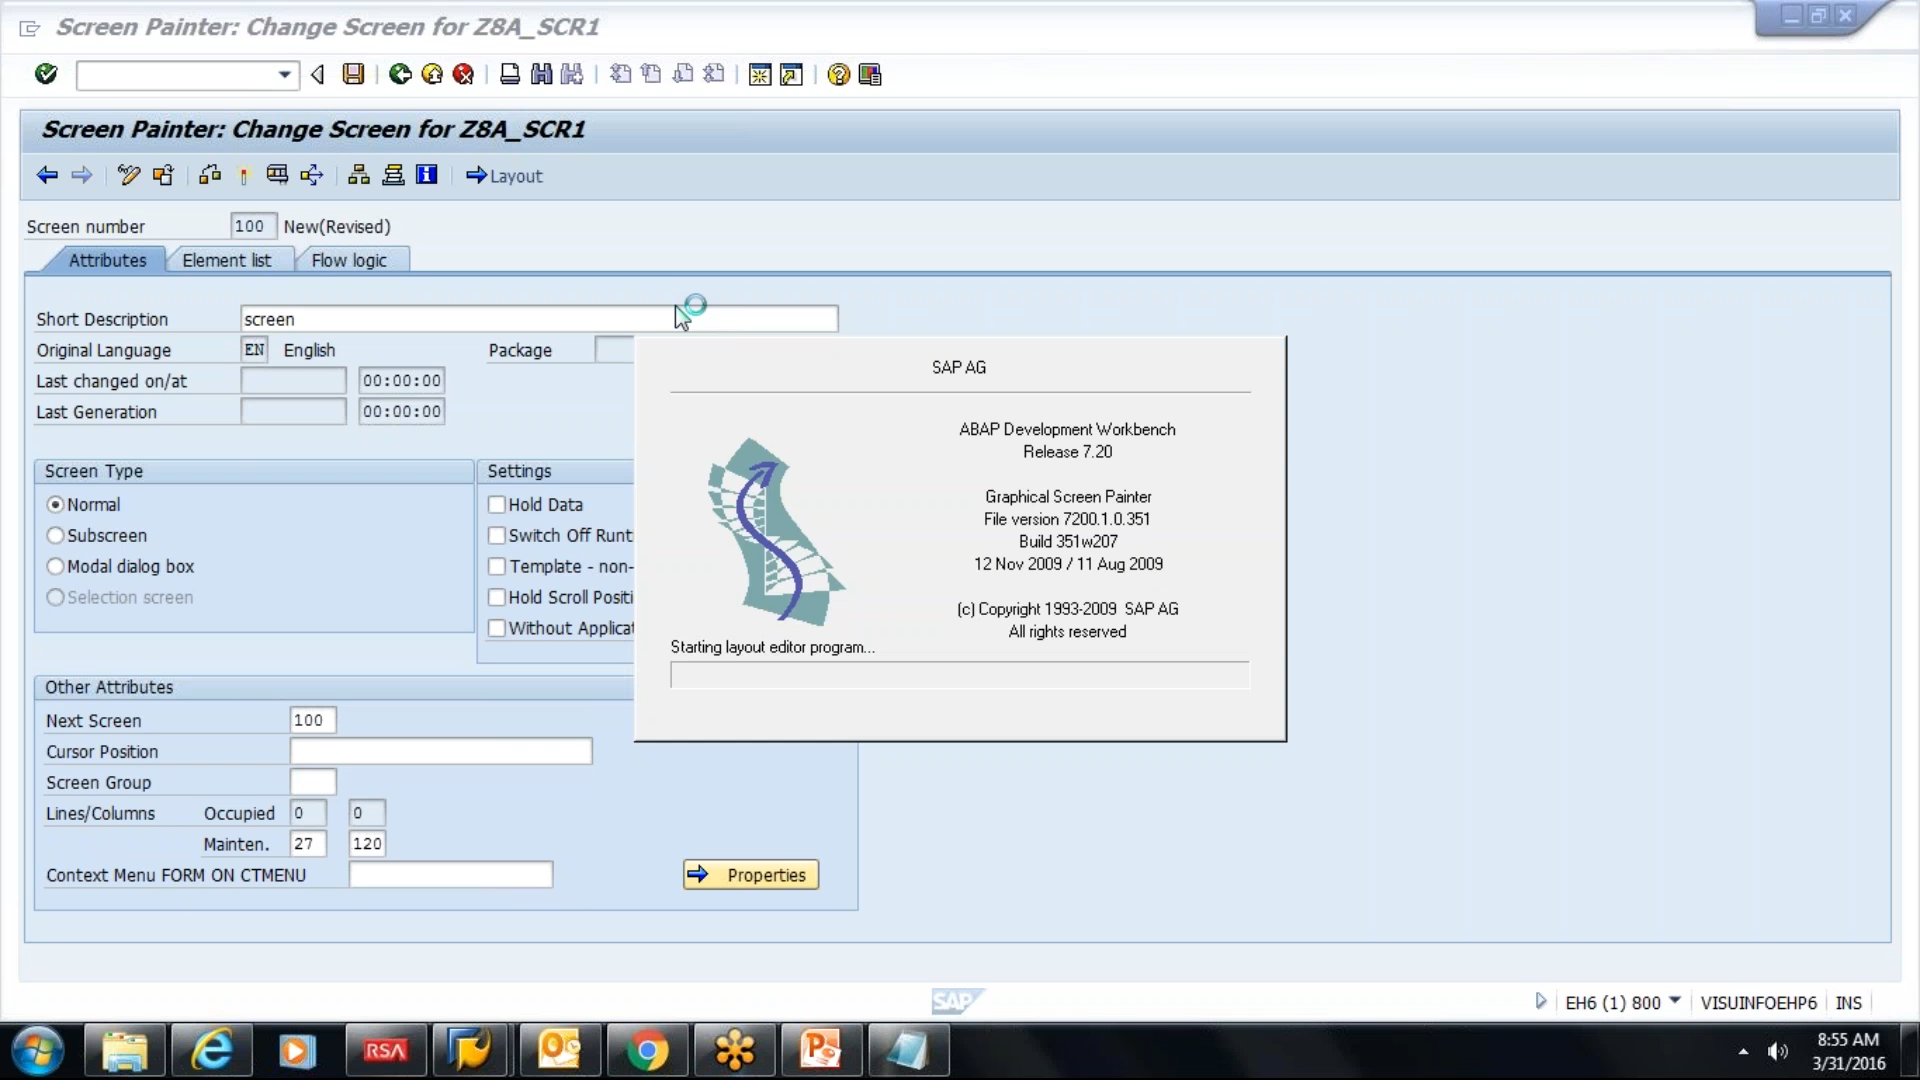 Screen Painter: Change Screen for Z8A_SCR1
Screen Painter: Change Screen for Z8A_SCR1
Layout
Screen number 100 New(Revised)
Attributes Element list Flow logic
Short Description screen
Original Language EN English Package
Last changed on/at 00:00:00
Last Generation 00:00:00
Screen Type
Normal
Subscreen
Modal dialog box
Selection screen
Settings
Hold Data
Switch Off Runt
Template - non-
Hold Scroll Positi
Without Applicat
SAP AG
ABAP Development Workbench
Release 7.20
Graphical Screen Painter
File version 7200.1.0.351
Build 351w207
12 Nov 2009 / 11 Aug 2009
(c) Copyright 1993-2009 SAP AG
All rights reserved
Starting layout editor program...
Other Attributes
Next Screen 100
Cursor Position
Screen Group
Lines/Columns Occupied 0 0
Mainten. 27 120
Context Menu FORM ON CTMENU
Properties
SAP
EH6 (1) 800 VISUINFOEHP6 INS
RSA
8:55 AM
3/31/2016